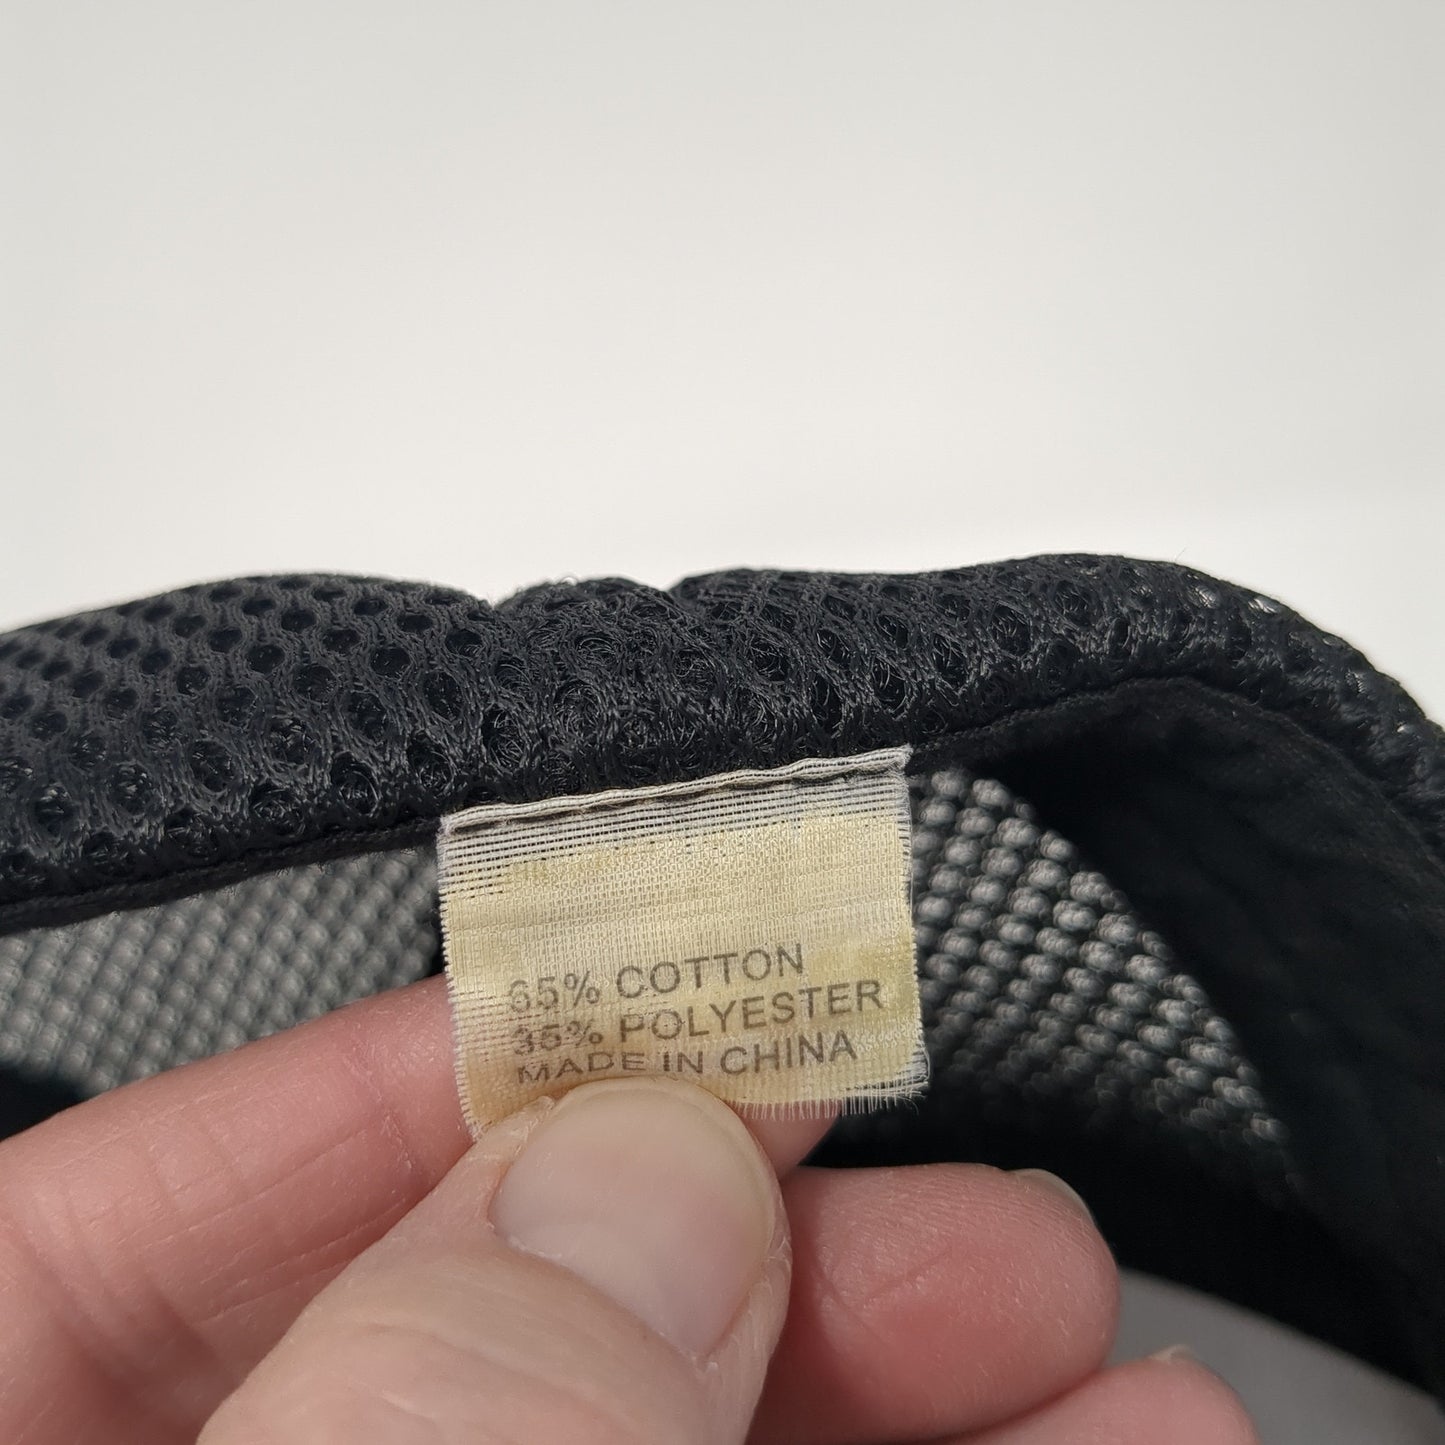 65% COTTON
35% POLYESTER
MADE IN CHINA